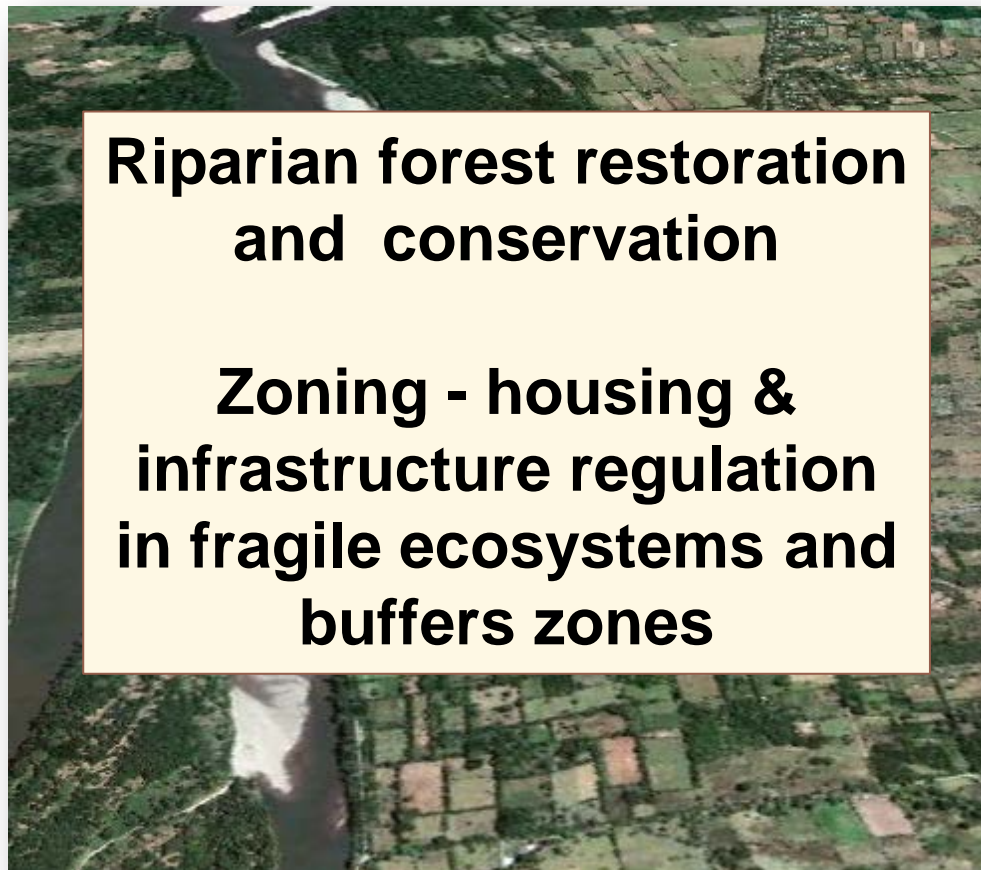 Riparian forest restoration
and  conservation
Zoning - housing &
infrastructure regulation
in fragile ecosystems and
buffers zones